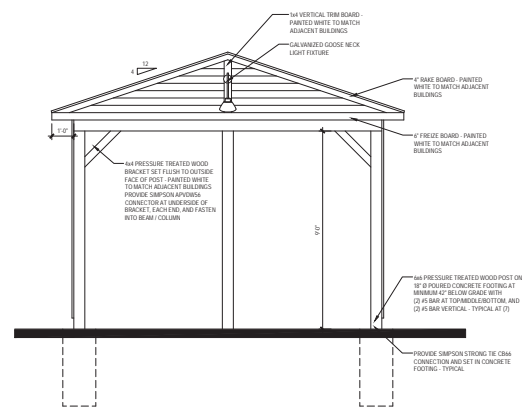 1x4 VERTICAL TRIM BOARD -
PAINTED WHITE TO MATCH
ADJACENT BUILDINGS
GALVANIZED GOOSE NECK
LIGHT FIXTURE
12
4
4" RAKE BOARD - PAINTED
WHITE TO MATCH ADJACENT
BUILDINGS
1'-0"
6" FREIZE BOARD - PAINTED
WHITE TO MATCH ADJACENT
BUILDINGS
4x4 PRESSURE TREATED WOOD
BRACKET SET FLUSH TO OUTSIDE
FACE OF POST - PAINTED WHITE
TO MATCH ADJACENT BUILDINGS
PROVIDE SIMPSON APVDW56
CONNECTOR AT UNDERSIDE OF
BRACKET, EACH END, AND FASTEN
INTO BEAM / COLUMN
9'-0"
6x6 PRESSURE TREATED WOOD POST ON
18" Ø POURED CONCRETE FOOTING AT
MINIMUM 42" BELOW GRADE WITH
(2) #5 BAR AT TOP/MIDDLE/BOTTOM, AND
(2) #5 BAR VERTICAL - TYPICAL AT (7)
PROVIDE SIMPSON STRONG TIE CB66
CONNECTION AND SET IN CONCRETE
FOOTING - TYPICAL